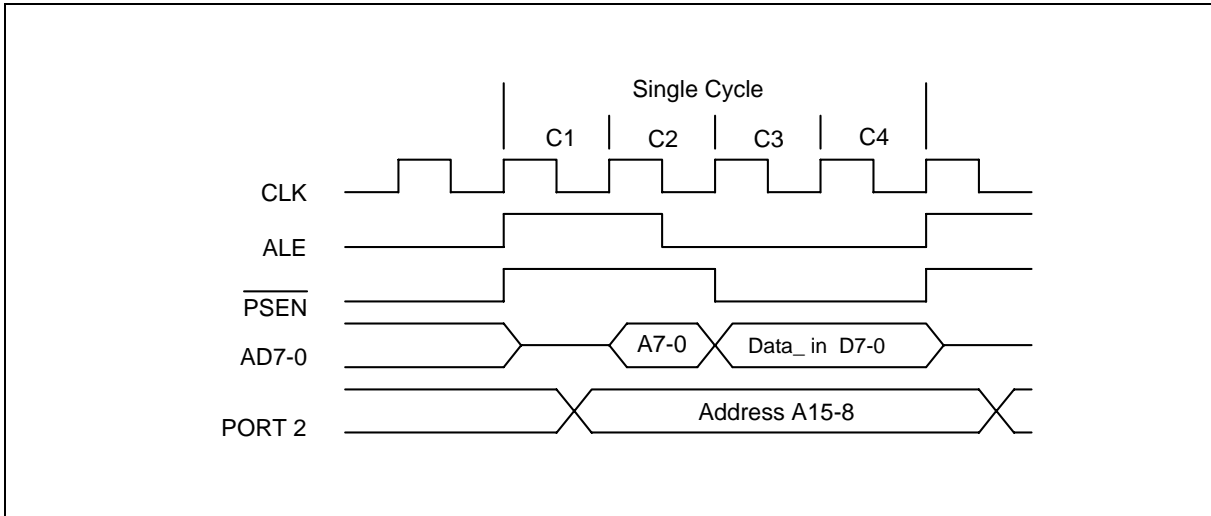 Single Cycle
C1 C2 C3 C4
CLK
ALE
PSEN
AD7-0 A7-0 Data_ in D7-0
PORT 2 Address A15-8